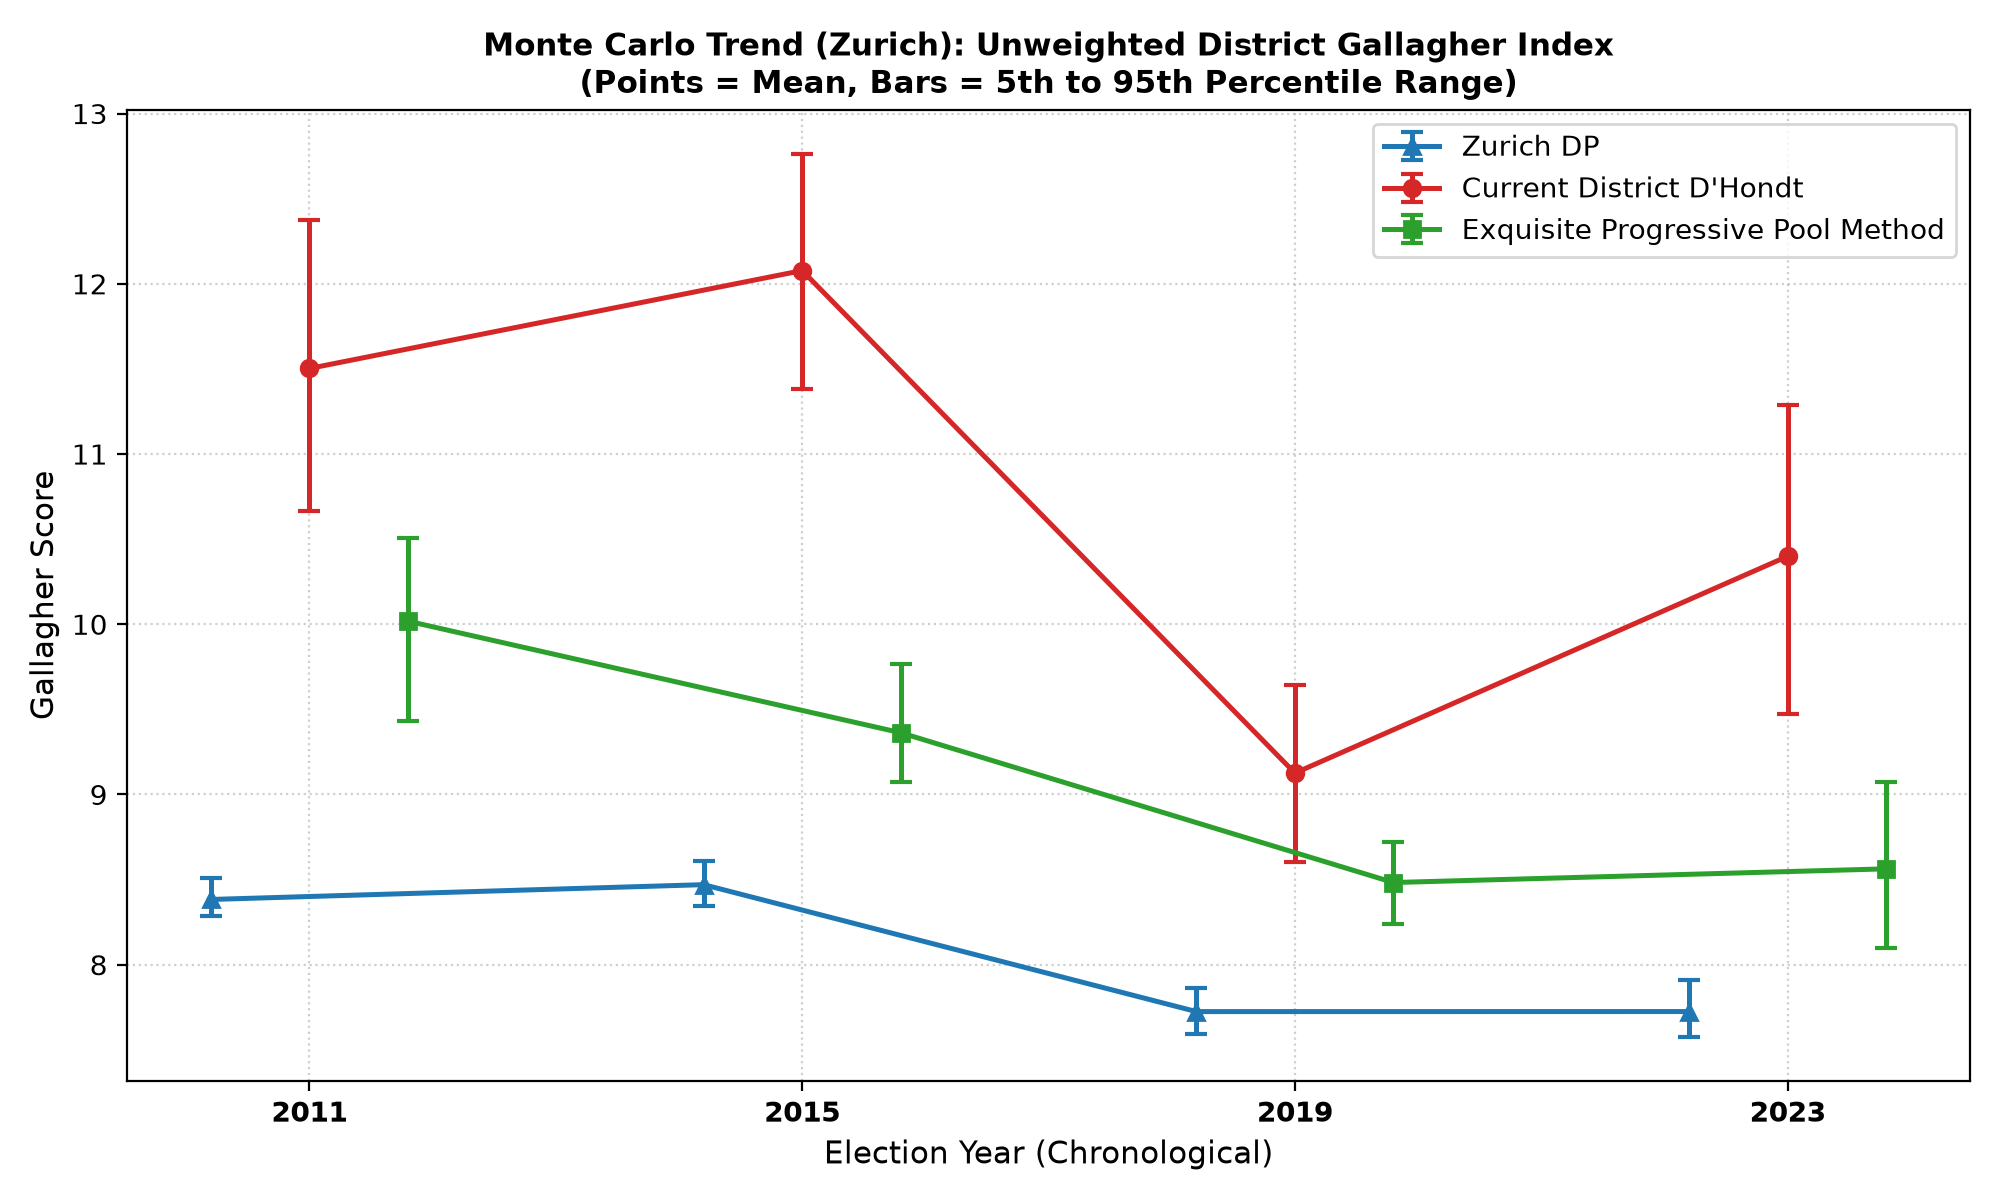 Monte Carlo Trend (Zurich): Unweighted District Gallagher Index
(Points = Mean, Bars = 5th to 95th Percentile Range)
Zurich DP
Current District D'Hondt
Exquisite Progressive Pool Method
Gallagher Score
13
12
11
10
9
8
2011 2015 2019 2023
Election Year (Chronological)